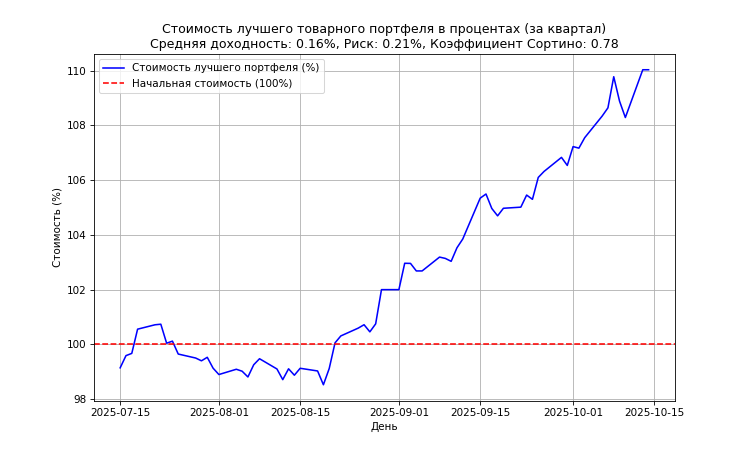 Стоимость лучшего товарного портфеля в процентах (за квартал)
Средняя доходность: 0.16%, Риск: 0.21%, Коэффициент Сортино: 0.78
Стоимость лучшего портфеля (%)
Начальная стоимость (100%)
Стоимость (%)
110
108
106
104
102
100
98
2025-07-15
2025-08-01
2025-08-15
2025-09-01
2025-09-15
2025-10-01
2025-10-15
День